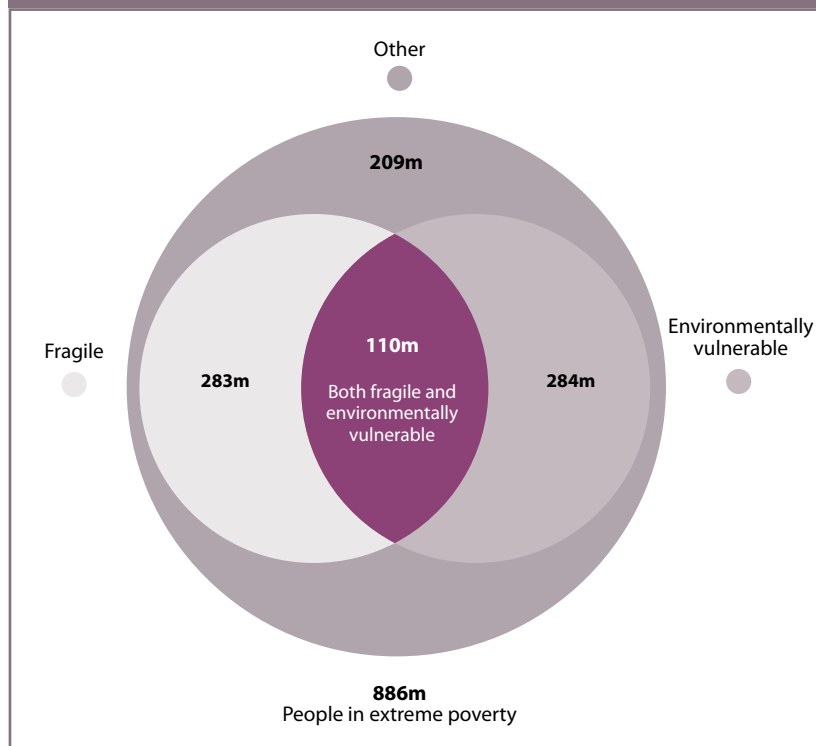 Other
209m
Environmentally
vulnerable
Fragile
110m
283m
284m
Both fragile and
environmentally
vulnerable
886m
People in extreme poverty